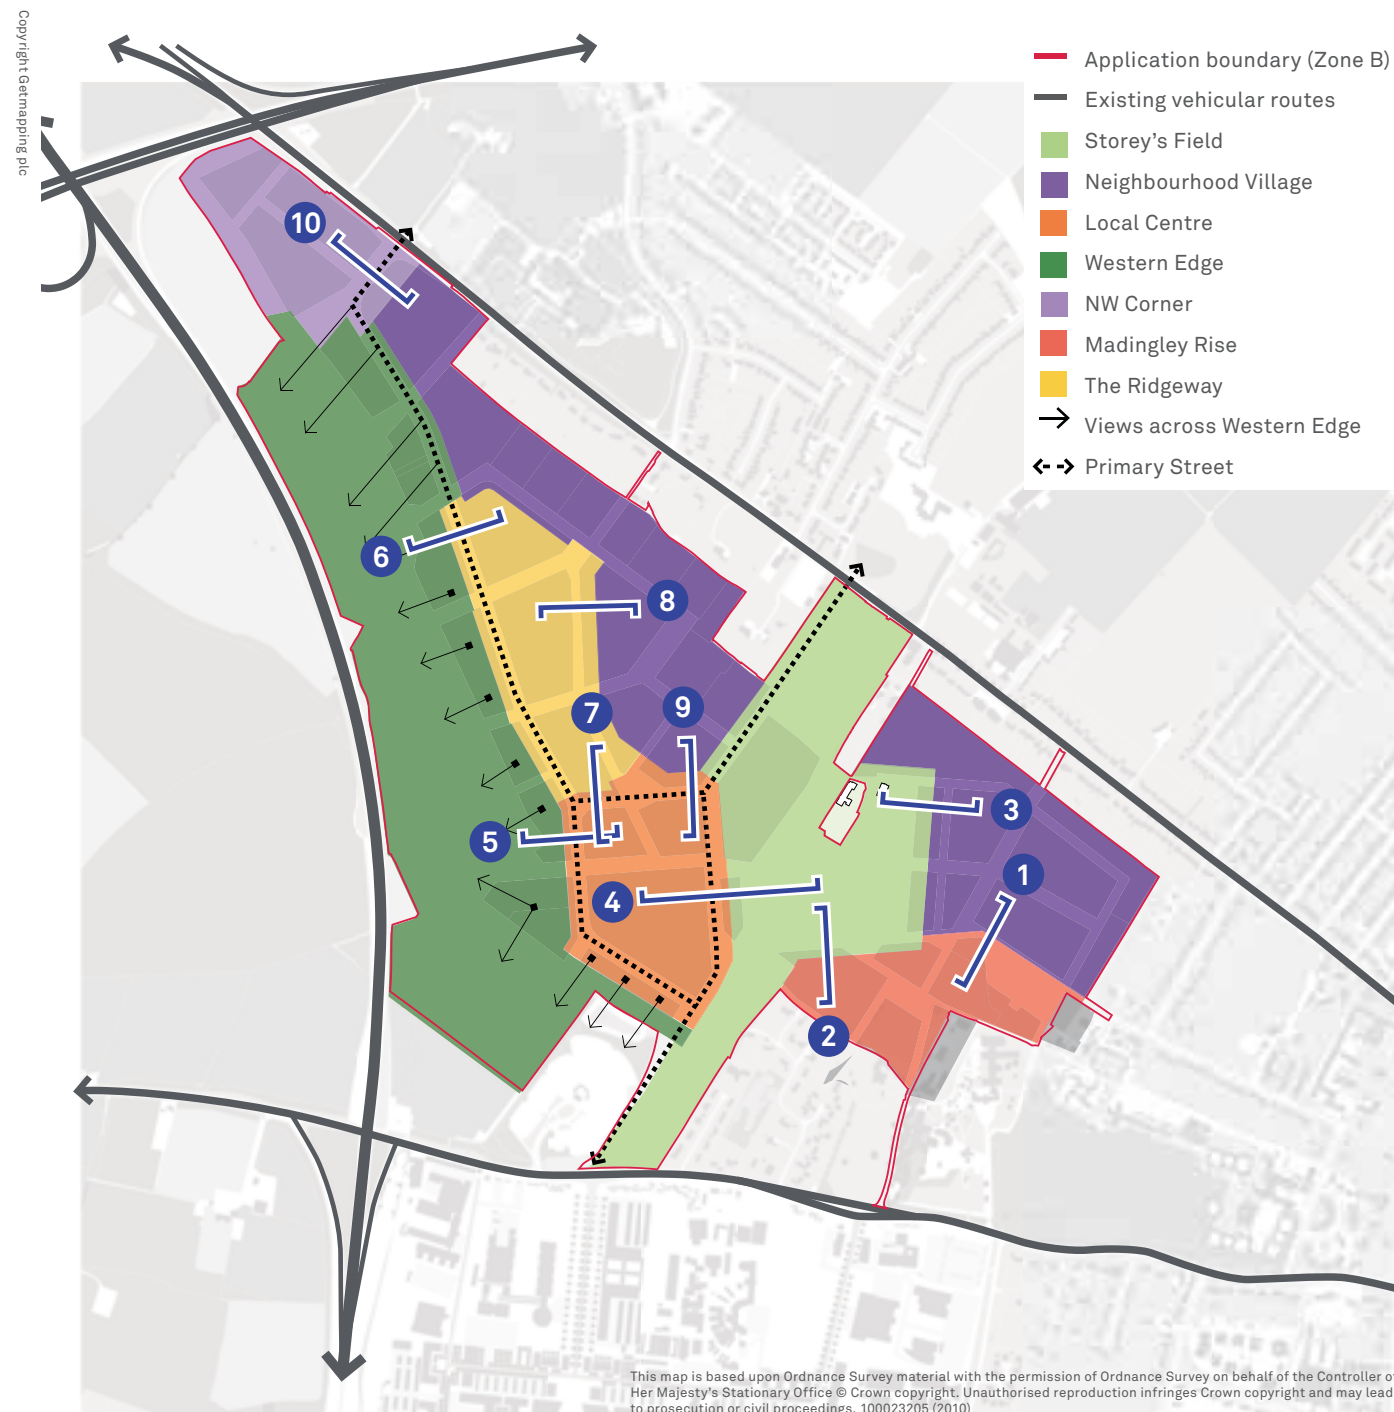 Copyright Getmapping plc
Application boundary (Zone B)
Existing vehicular routes
Storey's Field
Neighbourhood Village
Local Centre
Western Edge
NW Corner
Madingley Rise
The Ridgeway
Views across Western Edge
Primary Street
10
6
8
7
9
3
5
1
4
2
This map is based upon Ordnance Survey material with the permission of Ordnance Survey on behalf of the Controller of
Her Majesty's Stationary Office © Crown copyright. Unauthorised reproduction infringes Crown copyright and may lead
to prosecution or civil proceedings. 100023205 (2010)